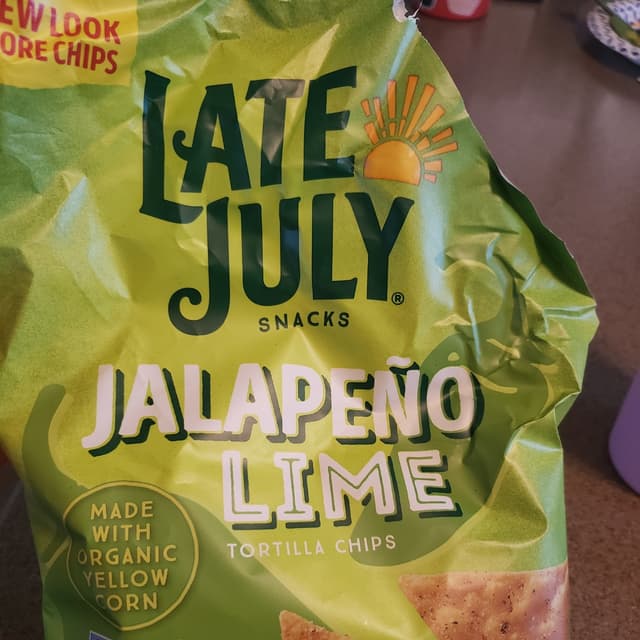 EW LOOK
ORE CHIPS
LATE
JULY®
SNACKS
JALAPEÑO
LIME
TORTILLA CHIPS
MADE
WITH
ORGANIC
YELLOW
CORN